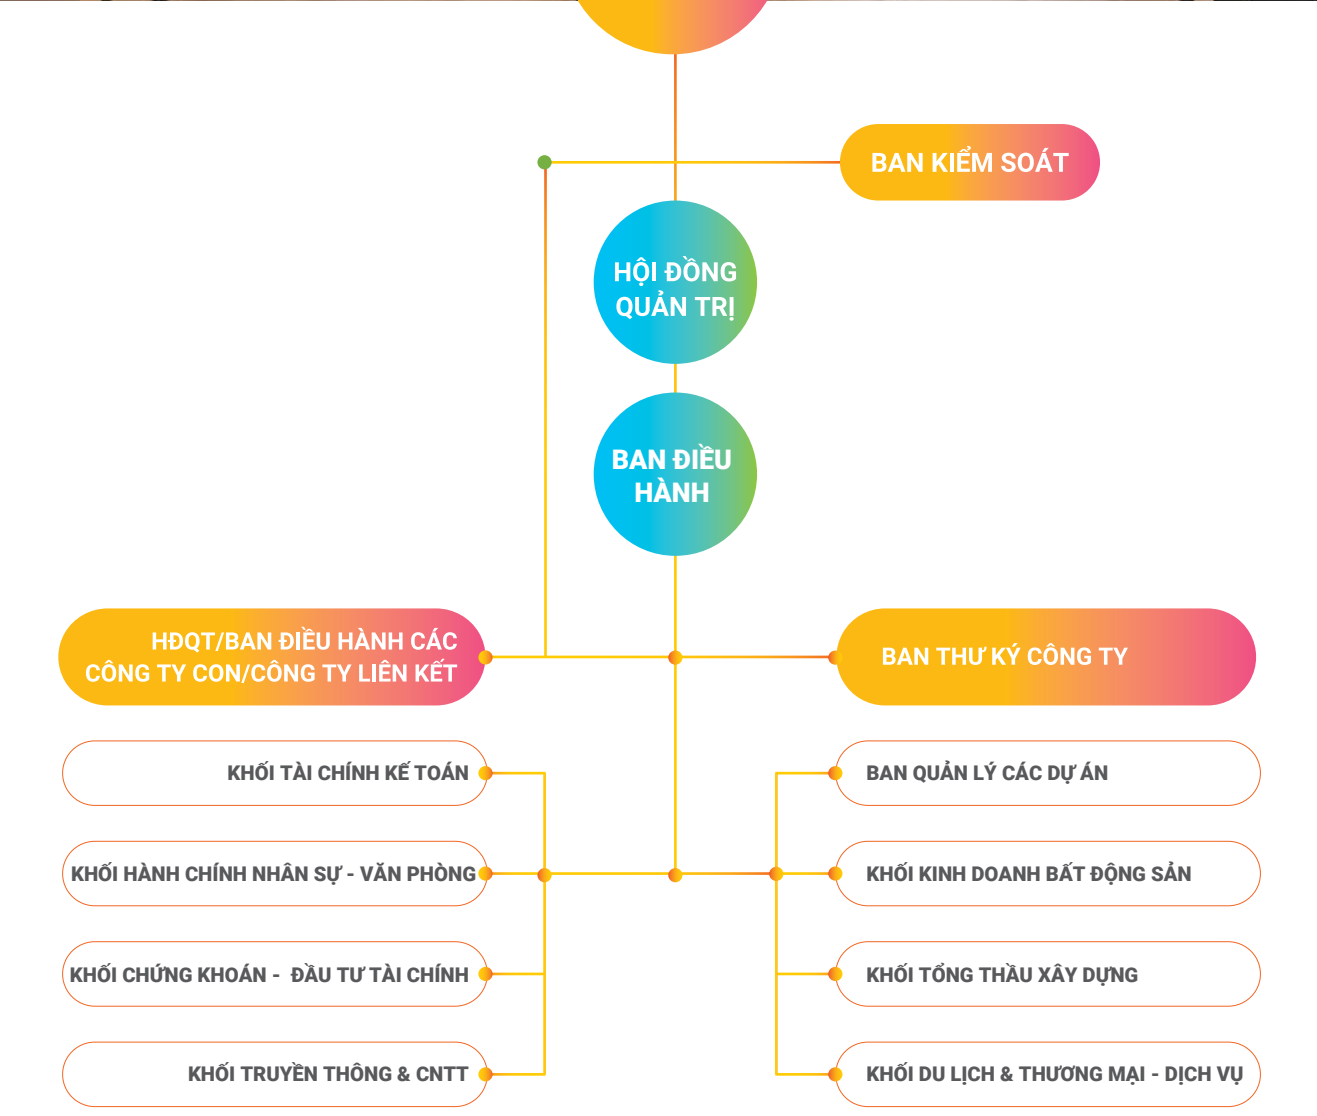 BAN KIỂM SOÁT
HỘI ĐỒNG
QUẢN TRỊ
BAN ĐIỀU
HÀNH
HĐQT/BAN ĐIỀU HÀNH CÁC
CÔNG TY CON/CÔNG TY LIÊN KẾT
BAN THƯ KÝ CÔNG TY
KHỐI TÀI CHÍNH KẾ TOÁN
BAN QUẢN LÝ CÁC DỰ ÁN
KHỐI HÀNH CHÍNH NHÂN SỰ - VĂN PHÒNG
KHỐI KINH DOANH BẤT ĐỘNG SẢN
KHỐI CHỨNG KHOÁN - ĐẦU TƯ TÀI CHÍNH
KHỐI TỔNG THẦU XÂY DỰNG
KHỐI TRUYỀN THÔNG & CNTT
KHỐI DU LỊCH & THƯƠNG MẠI - DỊCH VỤ